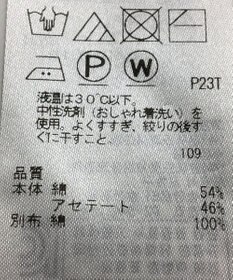 P W P23T
液温は30℃以下。
中性洗剤(おしゃれ着洗い)を
使用。よくすすぎ、絞りの後す
ぐに干すこと。
109
品質
本体 綿 54%
アセテート 46%
別布 綿 100%